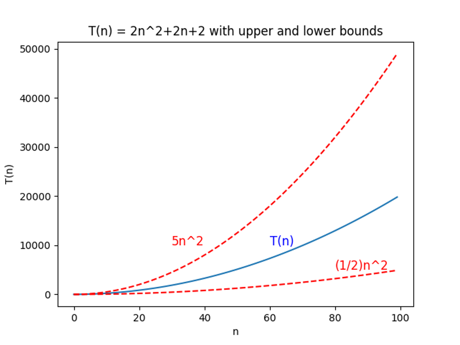 T(n) = 2n^2+2n+2 with upper and lower bounds
50000
40000
30000
20000
10000
0
T(n)
5n^2
T(n)
(1/2)n^2
0
20
40
60
80
100
n